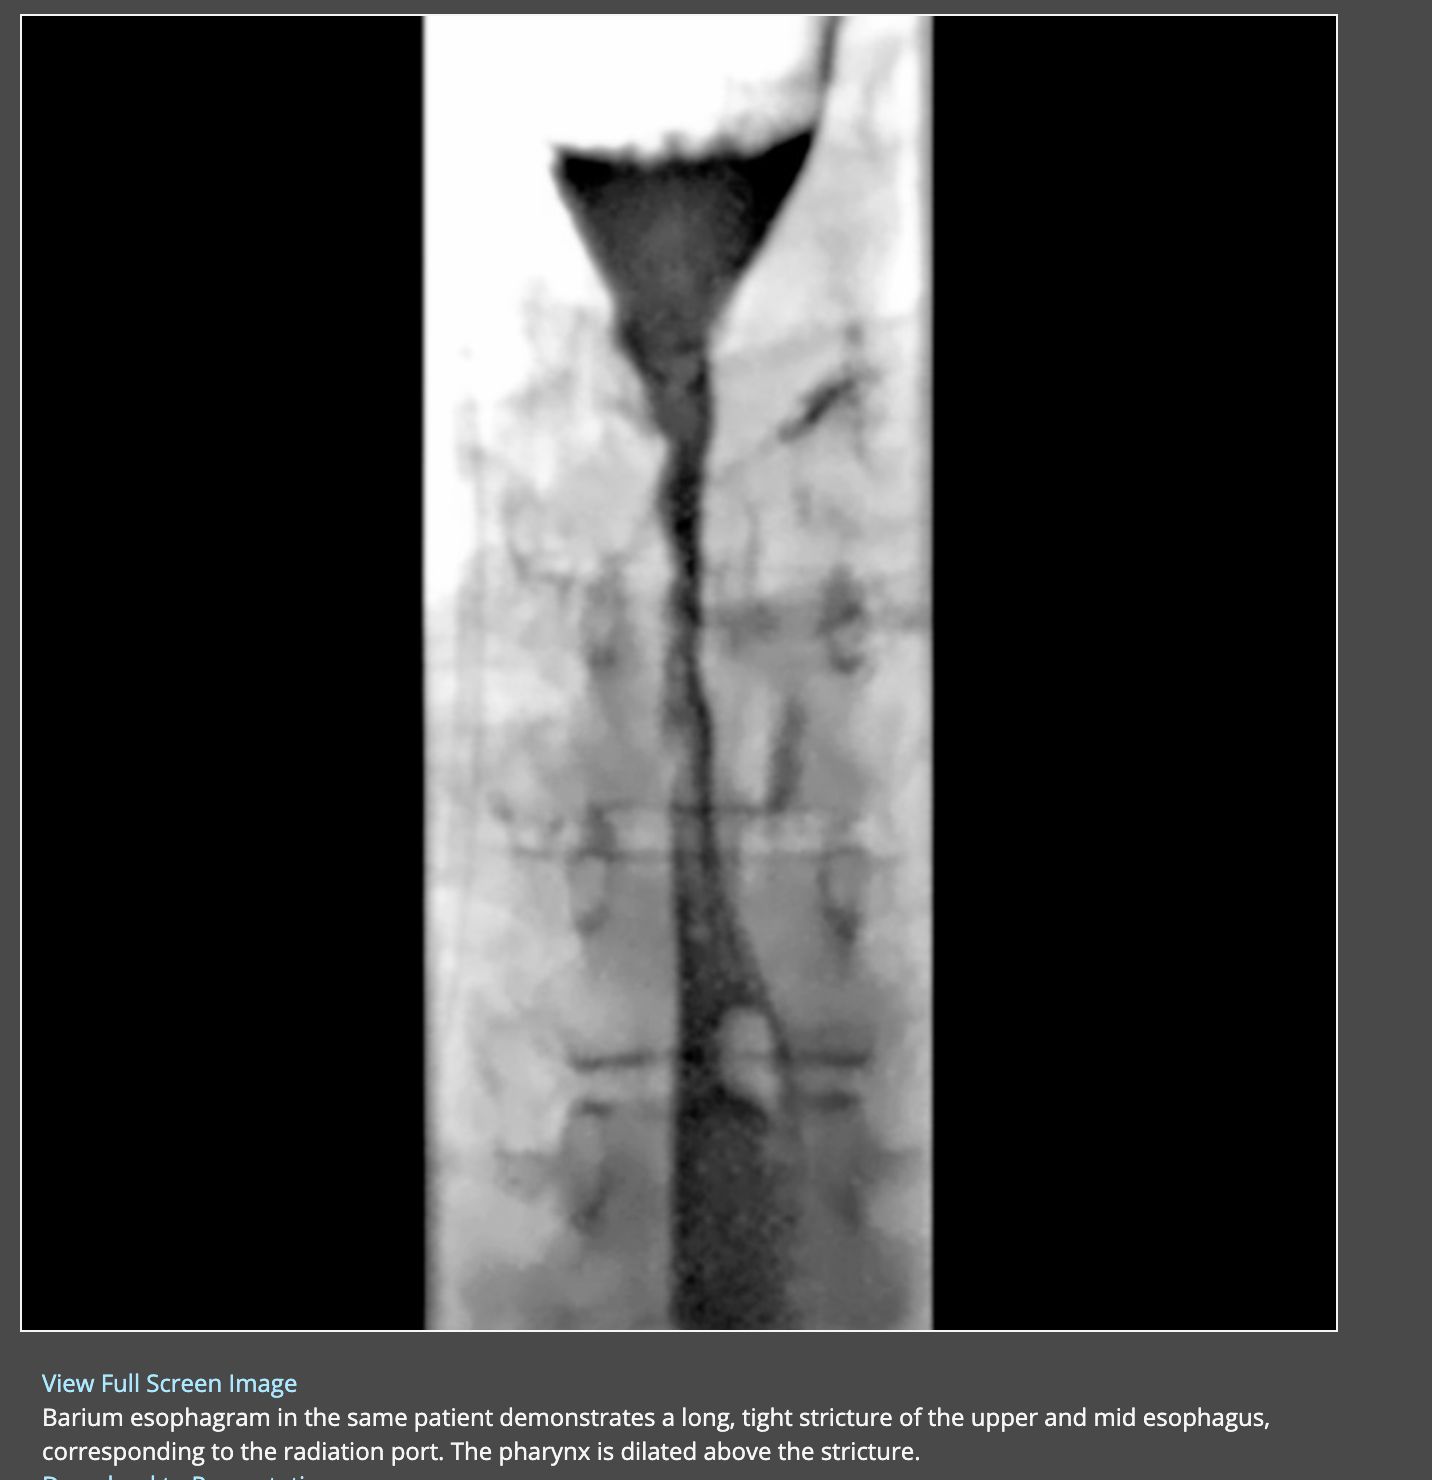 View Full Screen Image
Barium esophagram in the same patient demonstrates a long, tight stricture of the upper and mid esophagus,
corresponding to the radiation port. The pharynx is dilated above the stricture.